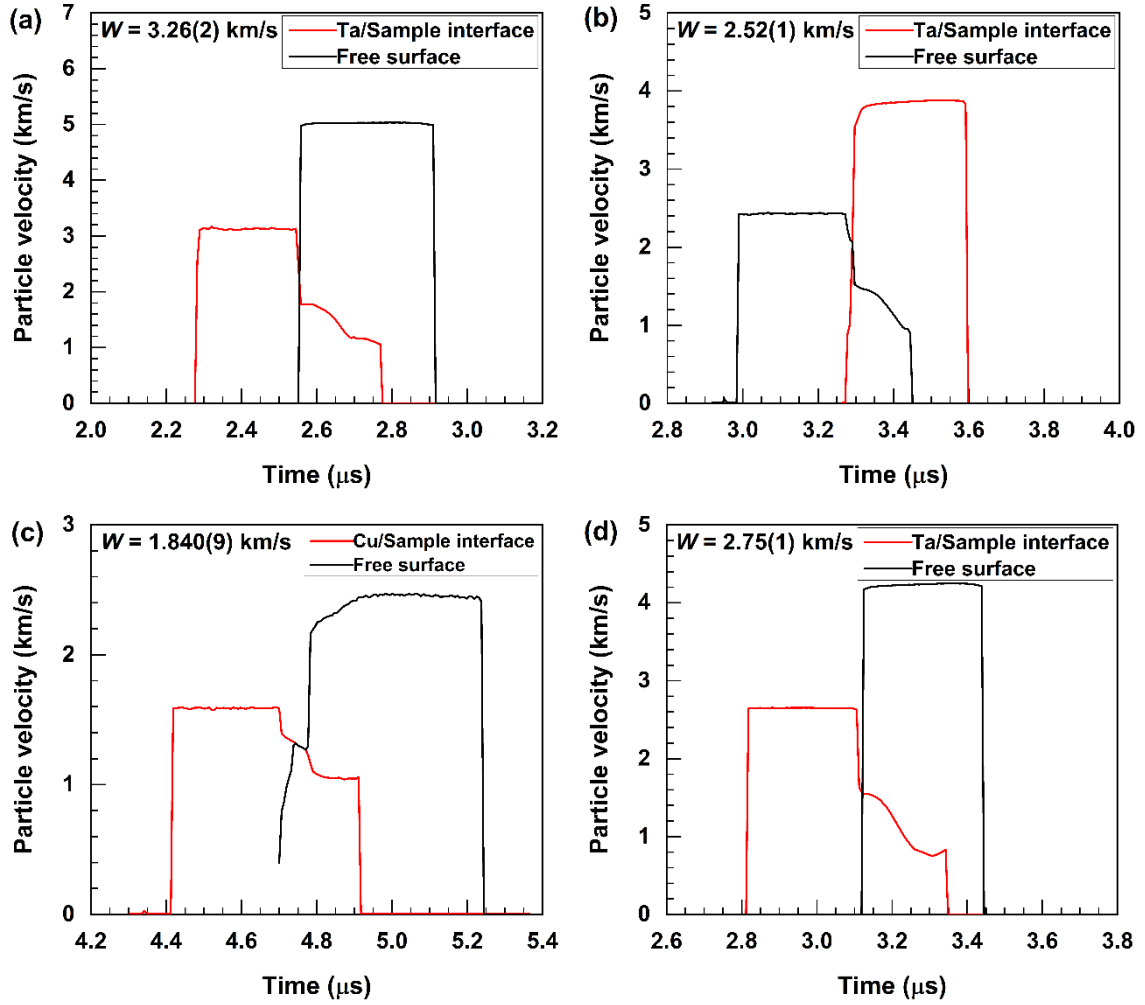 (a)
W = 3.26(2) km/s
Ta/Sample interface
Free surface
Particle velocity (km/s)
7
6
5
4
3
2
1
0
2.0 2.2 2.4 2.6 2.8 3.0 3.2
Time (μs)
(b)
W = 2.52(1) km/s
Ta/Sample interface
Free surface
Particle velocity (km/s)
5
4
3
2
1
0
2.8 3.0 3.2 3.4 3.6 3.8 4.0
Time (μs)
(c)
W = 1.840(9) km/s
Cu/Sample interface
Free surface
Particle velocity (km/s)
3
2
1
0
4.2 4.4 4.6 4.8 5.0 5.2 5.4
Time (μs)
(d)
W = 2.75(1) km/s
Ta/Sample interface
Free surface
Particle velocity (km/s)
5
4
3
2
1
0
2.6 2.8 3.0 3.2 3.4 3.6 3.8
Time (μs)